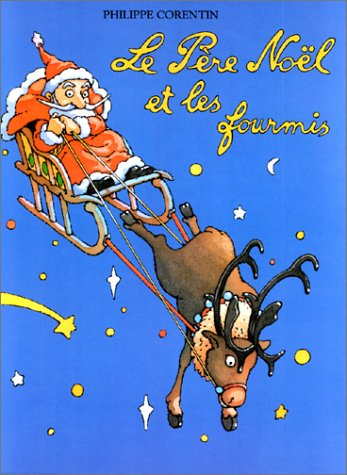 PHILIPPE CORENTIN
Le Père Noël
et les
fourmis